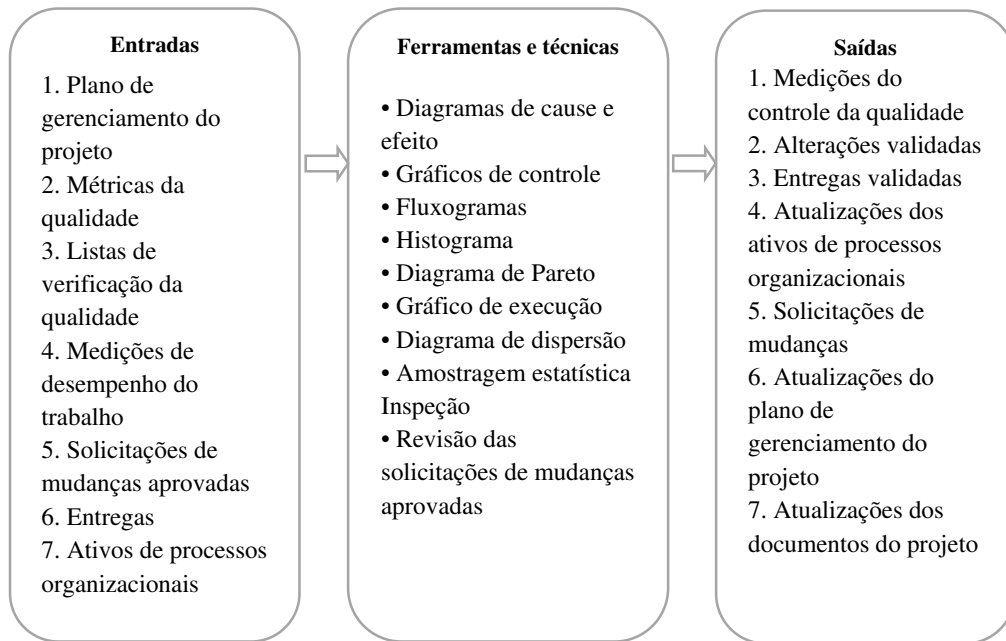 Entradas
1. Plano de
gerenciamento do
projeto
2. Métricas da
qualidade
3. Listas de
verificação da
qualidade
4. Medições de
desempenho do
trabalho
5. Solicitações de
mudanças aprovadas
6. Entregas
7. Ativos de processos
organizacionais
Ferramentas e técnicas
• Diagramas de cause e
efeito
• Gráficos de controle
• Fluxogramas
• Histograma
• Diagrama de Pareto
• Gráfico de execução
• Diagrama de dispersão
• Amostragem estatística
Inspeção
• Revisão das
solicitações de mudanças
aprovadas
Saídas
1. Medições do
controle da qualidade
2. Alterações validadas
3. Entregas validadas
4. Atualizações dos
ativos de processos
organizacionais
5. Solicitações de
mudanças
6. Atualizações do
plano de
gerenciamento do
projeto
7. Atualizações dos
documentos do projeto